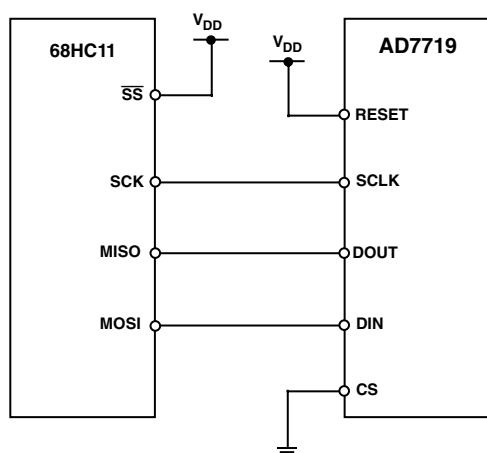 68HC11
V_DD
SS̅
SCK
MISO
MOSI
V_DD
AD7719
RESET
SCLK
DOUT
DIN
CS